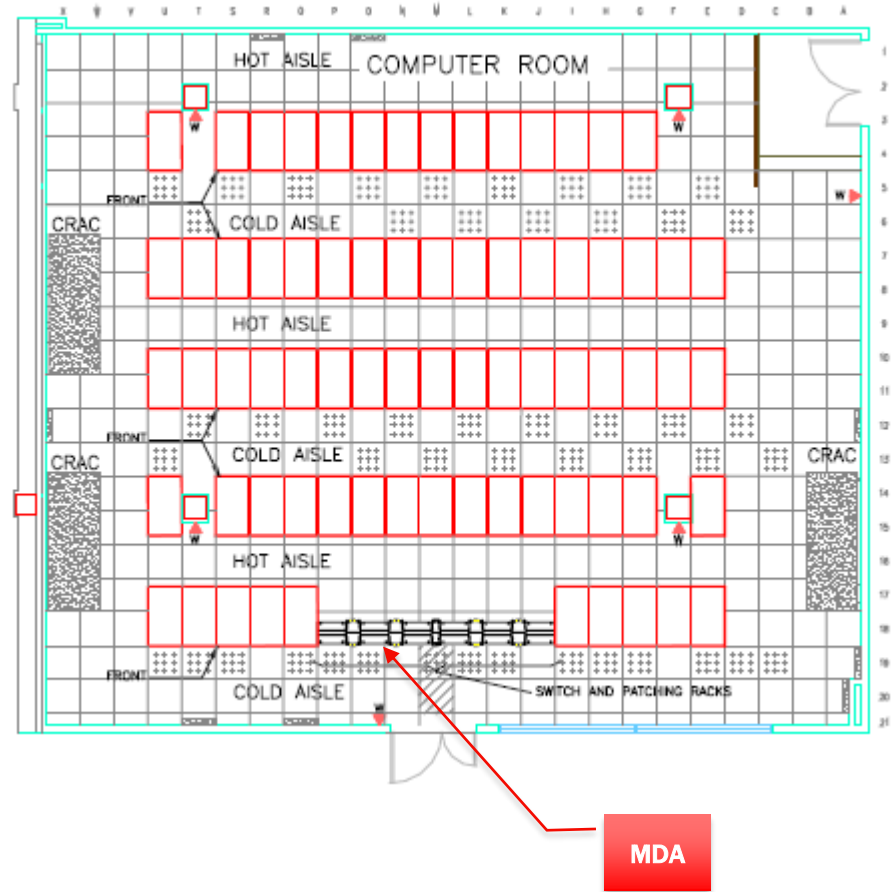 X W V U T S R Q P O N M L K J I H G F E D C B A
HOT AISLE
COMPUTER ROOM
1
2
3
4
5
6
7
8
9
10
11
12
13
14
15
16
17
18
19
20
21
W
W
FRONT
W
CRAC
COLD AISLE
HOT AISLE
FRONT
CRAC
COLD AISLE
CRAC
W
W
HOT AISLE
FRONT
SWITCH AND PATCHING RACKS
COLD AISLE
W
MDA